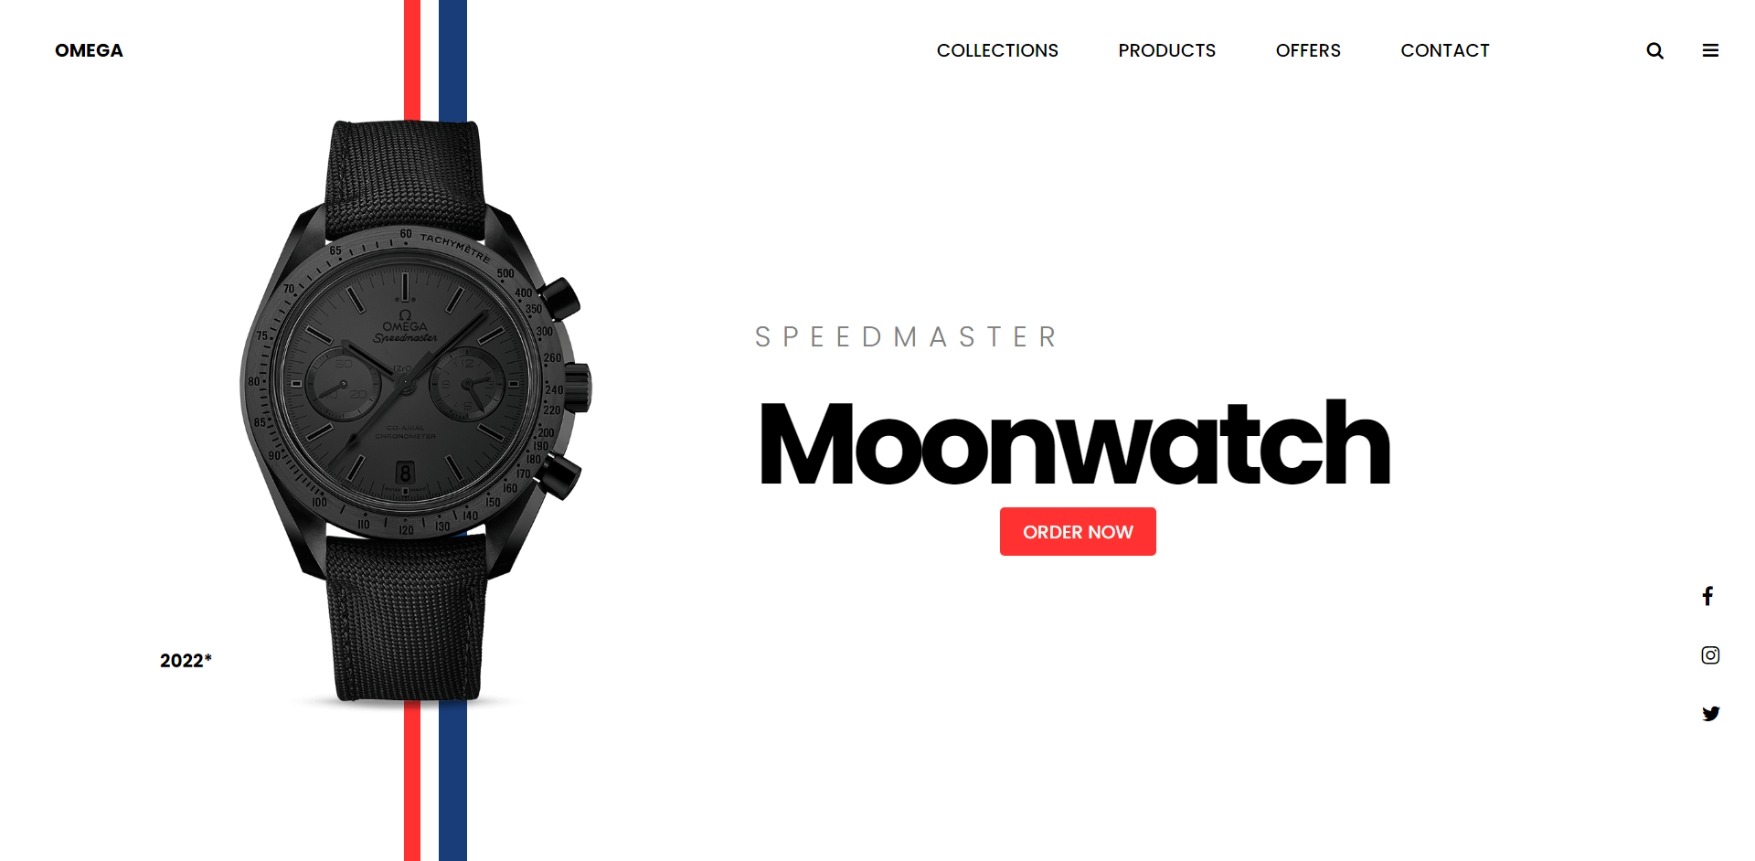 OMEGA
COLLECTIONS PRODUCTS OFFERS CONTACT
60 TACHYMÈTRE
65
500
70
400
350
75
300
OMEGA
Speedmaster
260
80
240
220
85
200
190
90
180
170
160
150
140
130
120
110
100
CO-AXIAL
CHRONOMETER
8
SPEEDMASTER
Moonwatch
ORDER NOW
2022*